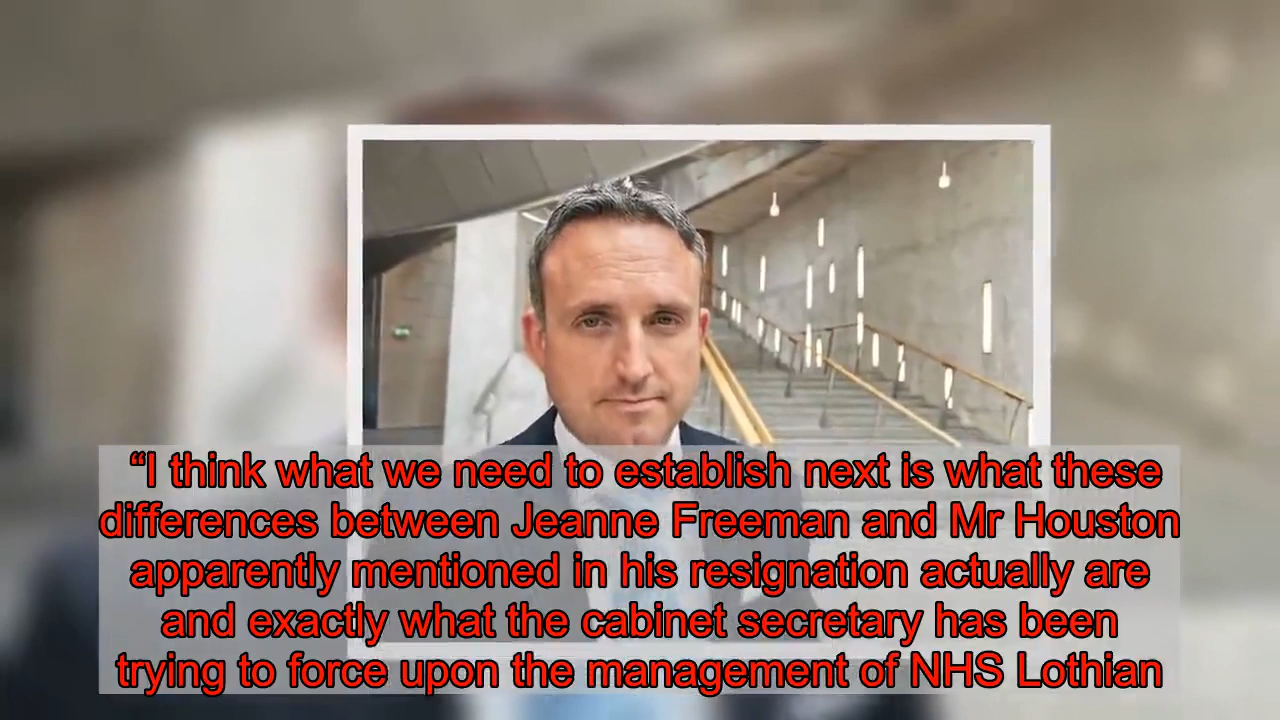 “I think what we need to establish next is what these
differences between Jeanne Freeman and Mr Houston
apparently mentioned in his resignation actually are
and exactly what the cabinet secretary has been
trying to force upon the management of NHS Lothian